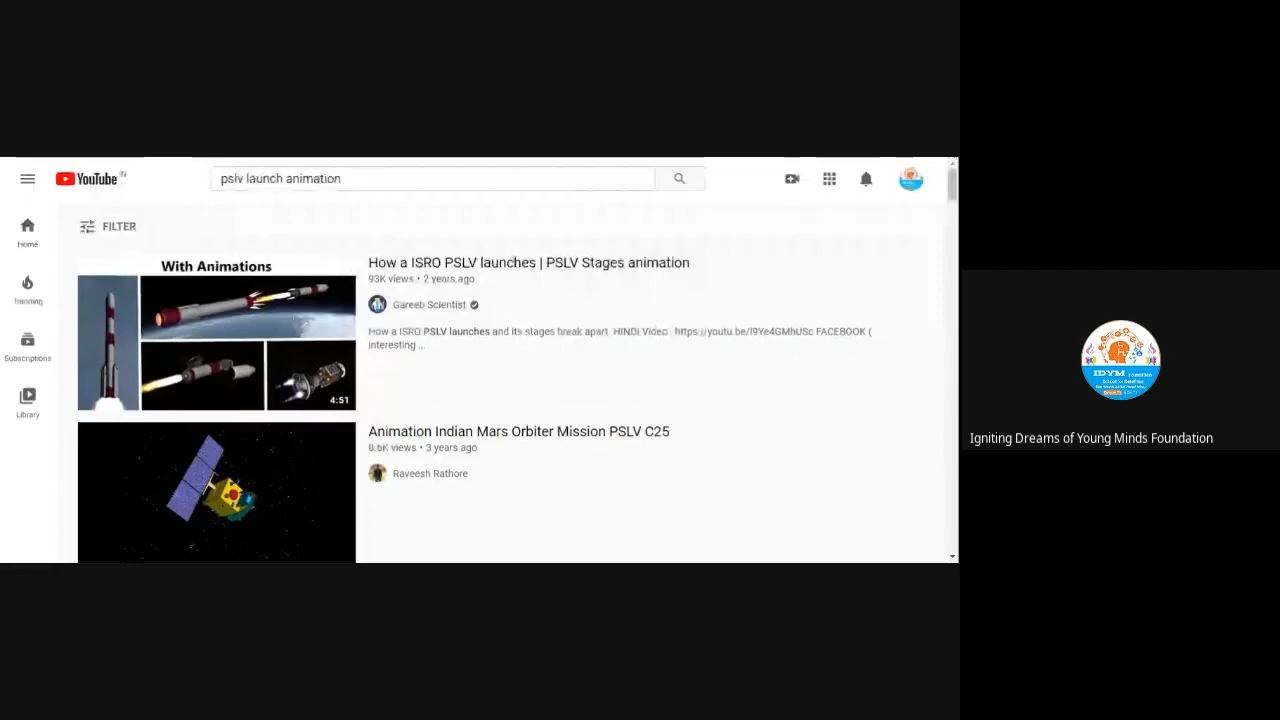 YouTube IN
pslv launch animation
Home
Trending
Subscriptions
Library
FILTER
With Animations
4:51
How a ISRO PSLV launches | PSLV Stages animation
93K views • 2 years ago
Gareeb Scientist
How a ISRO PSLV launches and its stages break apart. HINDI Video : https://youtu.be/l9Ye4GMhUSc FACEBOOK (
interesting ...
Animation Indian Mars Orbiter Mission PSLV C25
8.6K views • 3 years ago
Raveesh Rathore
IDYM Foundation
Igniting Dreams of Young Minds Foundation